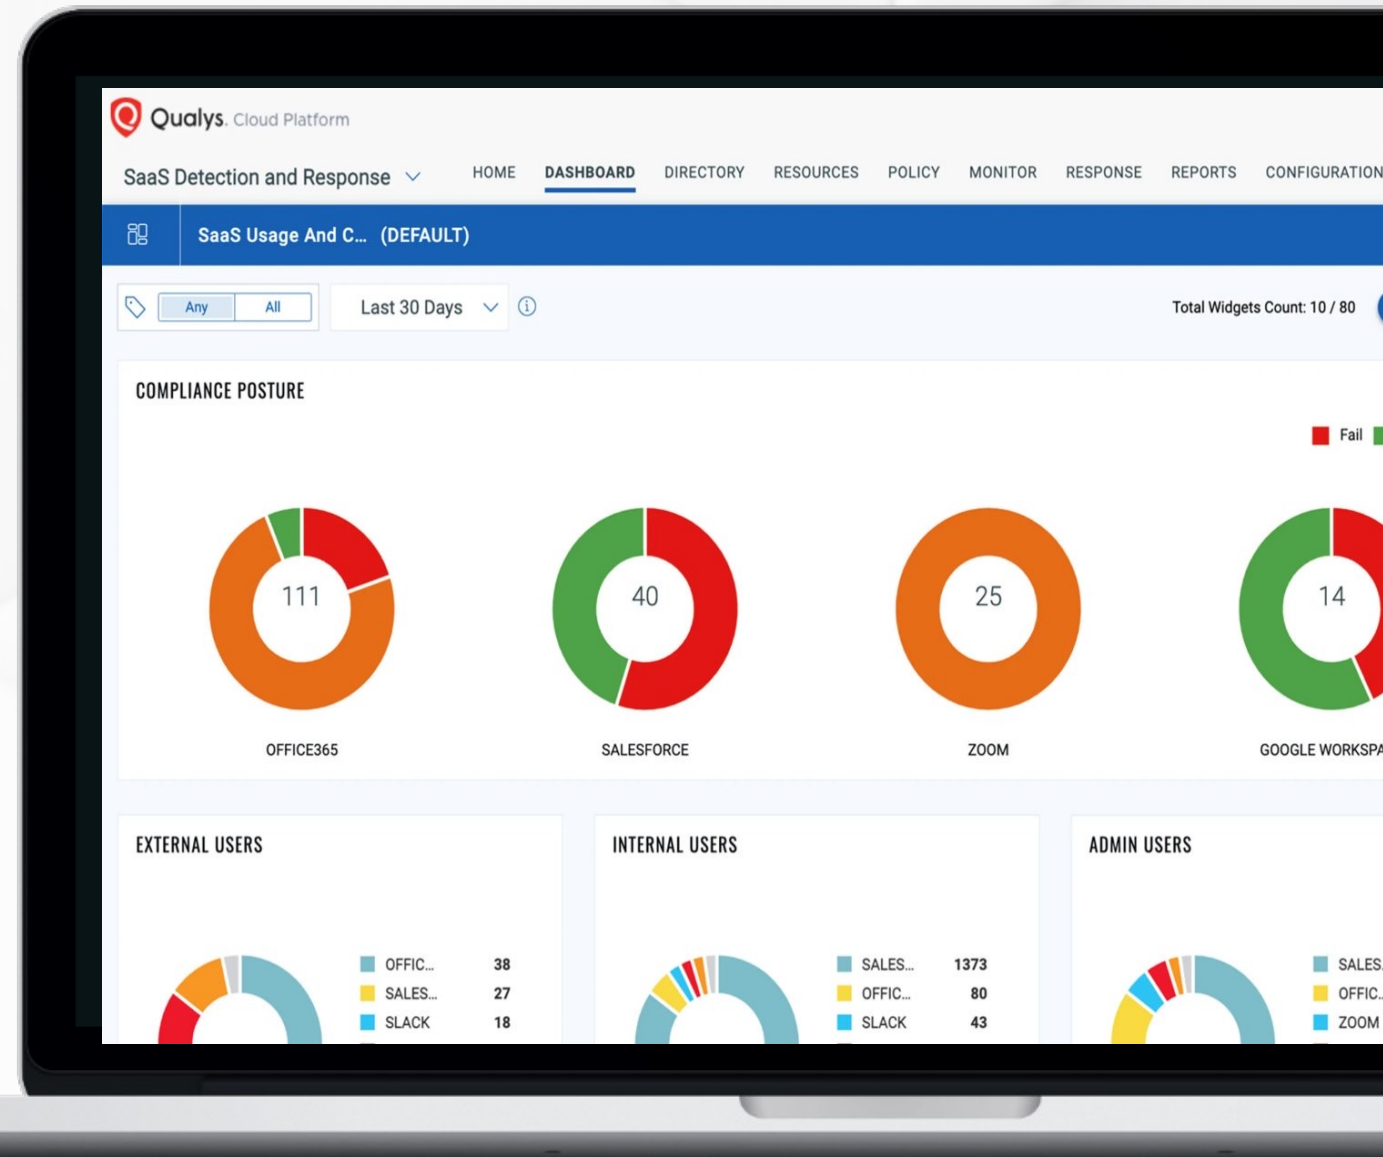 Qualys. Cloud Platform
SaaS Detection and Response HOME DASHBOARD DIRECTORY RESOURCES POLICY MONITOR RESPONSE REPORTS CONFIGURATION
SaaS Usage And C... (DEFAULT)
Any All Last 30 Days Total Widgets Count: 10 / 80
COMPLIANCE POSTURE
Fail
111 40 25 14
OFFICE365 SALESFORCE ZOOM GOOGLE WORKSPA
EXTERNAL USERS
OFFIC... 38
SALES... 27
SLACK 18
INTERNAL USERS
SALES... 1373
OFFIC... 80
SLACK 43
ADMIN USERS
SALES.
OFFIC..
ZOOM